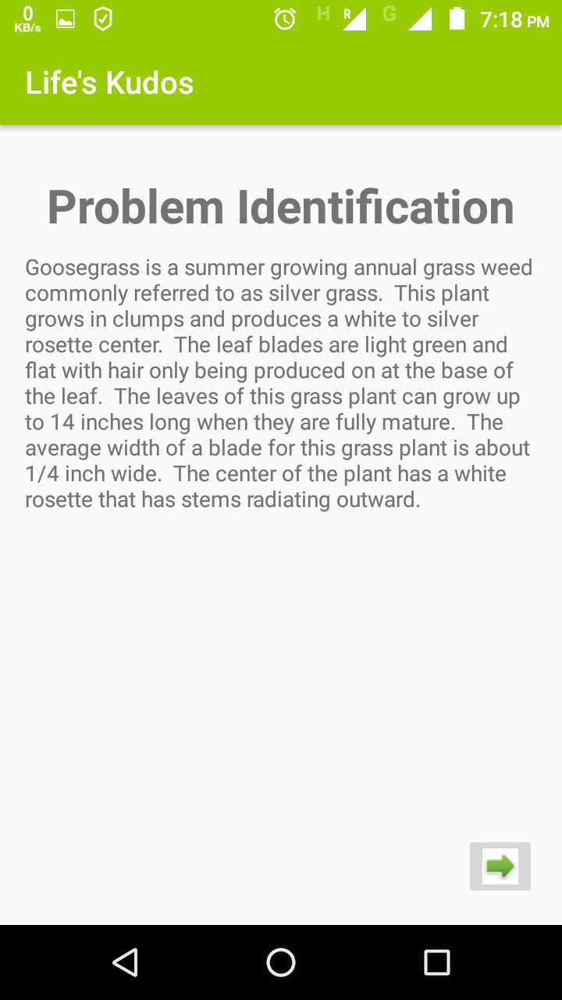 0
KB/s
H
R
G
7:18 PM
Life's Kudos
Problem Identification
Goosegrass is a summer growing annual grass weed
commonly referred to as silver grass.  This plant
grows in clumps and produces a white to silver
rosette center.  The leaf blades are light green and
flat with hair only being produced on at the base of
the leaf.  The leaves of this grass plant can grow up
to 14 inches long when they are fully mature.  The
average width of a blade for this grass plant is about
1/4 inch wide.  The center of the plant has a white
rosette that has stems radiating outward.